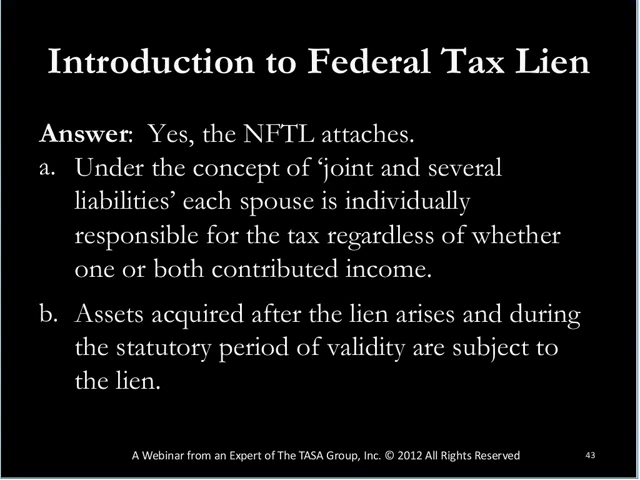 Introduction to Federal Tax Lien
Answer: Yes, the NFTL attaches.
a. Under the concept of ‘joint and several
liabilities’ each spouse is individually
responsible for the tax regardless of whether
one or both contributed income.
b. Assets acquired after the lien arises and during
the statutory period of validity are subject to
the lien.
A Webinar from an Expert of The TASA Group, Inc. © 2012 All Rights Reserved 43